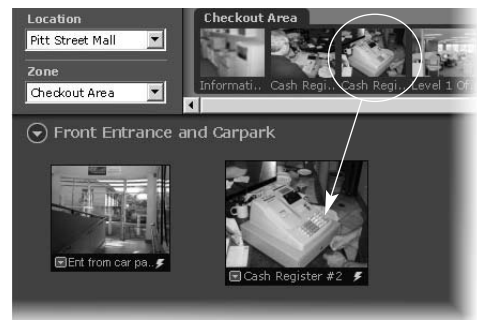 Location
Pitt Street Mall
Zone
Checkout Area
Checkout Area
Informati.. Cash Regi.. Cash Regi.. Level 1 Of..
Front Entrance and Carpark
Ent from car pa..
Cash Register #2